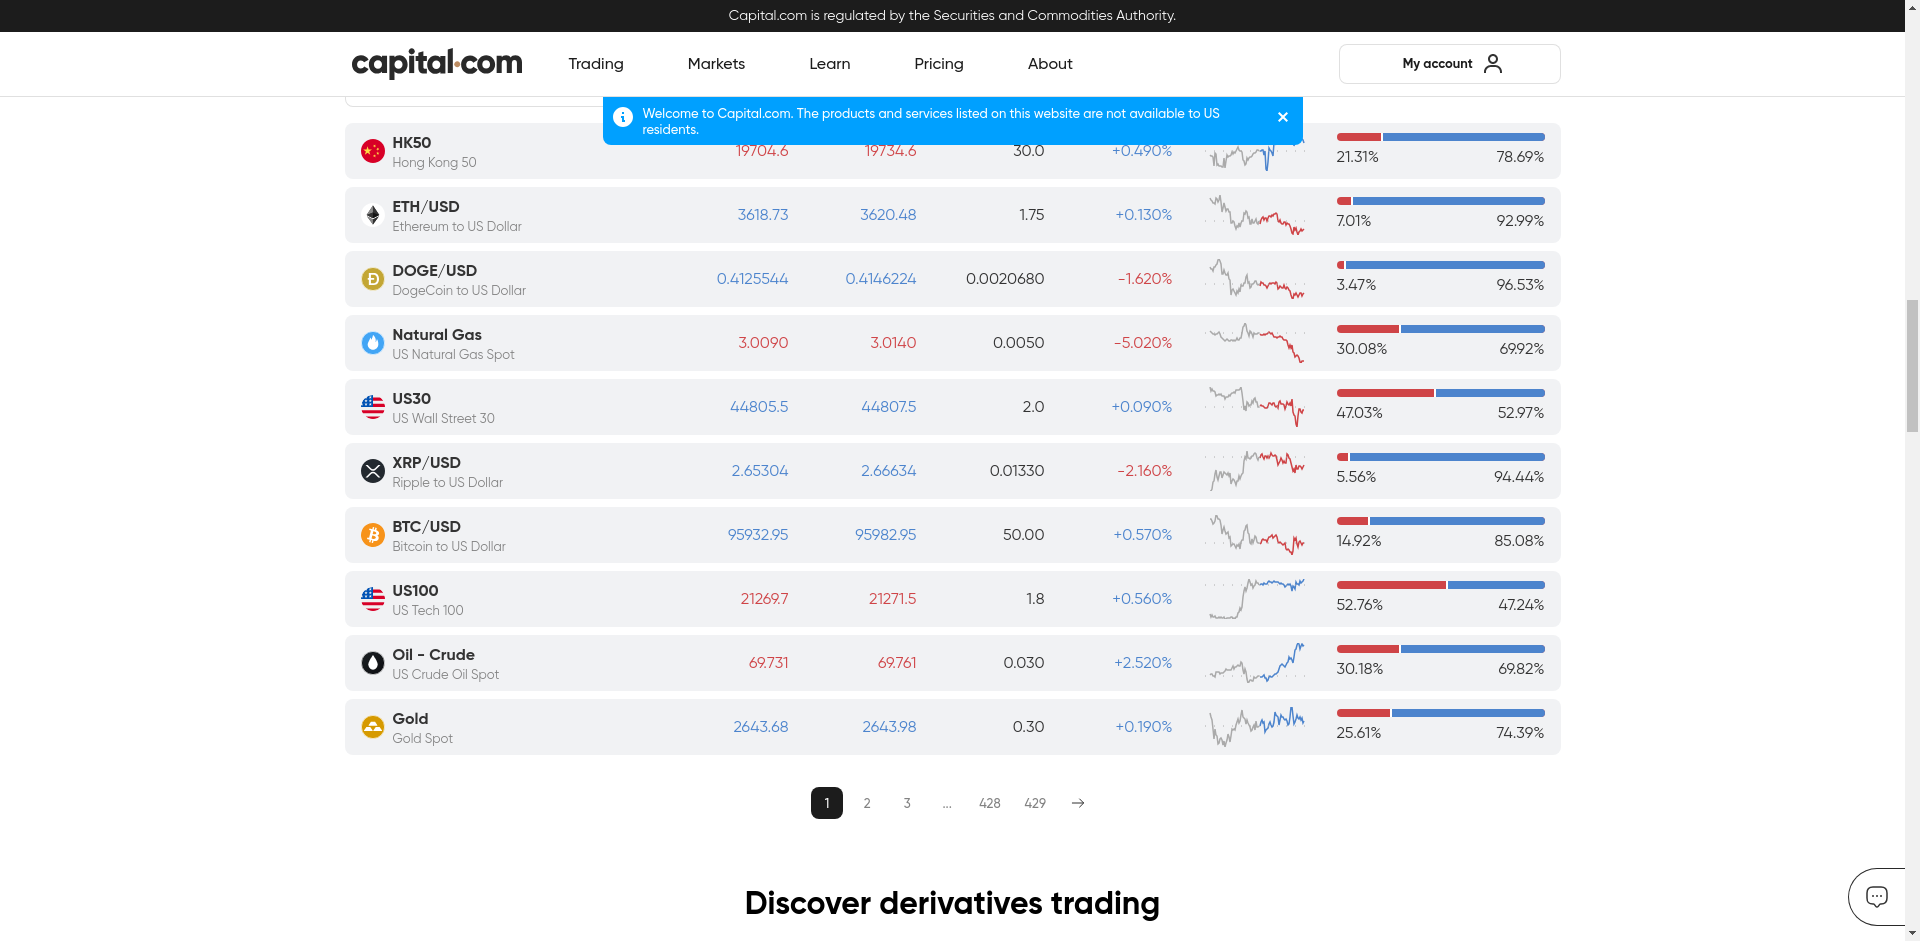 Capital.com is regulated by the Securities and Commodities Authority.
capital.com
Trading
Markets
Learn
Pricing
About
My account
Welcome to Capital.com. The products and services listed on this website are not available to US
residents.
HK50
Hong Kong 50
19704.6
19734.6
30.0
+0.490%
21.31%
78.69%
ETH/USD
Ethereum to US Dollar
3618.73
3620.48
1.75
+0.130%
7.01%
92.99%
DOGE/USD
DogeCoin to US Dollar
0.4125544
0.4146224
0.0020680
-1.620%
3.47%
96.53%
Natural Gas
US Natural Gas Spot
3.0090
3.0140
0.0050
-5.020%
30.08%
69.92%
US30
US Wall Street 30
44805.5
44807.5
2.0
+0.090%
47.03%
52.97%
XRP/USD
Ripple to US Dollar
2.65304
2.66634
0.01330
-2.160%
5.56%
94.44%
BTC/USD
Bitcoin to US Dollar
95932.95
95982.95
50.00
+0.570%
14.92%
85.08%
US100
US Tech 100
21269.7
21271.5
1.8
+0.560%
52.76%
47.24%
Oil - Crude
US Crude Oil Spot
69.731
69.761
0.030
+2.520%
30.18%
69.82%
Gold
Gold Spot
2643.68
2643.98
0.30
+0.190%
25.61%
74.39%
1 2 3 ... 428 429 →
Discover derivatives trading